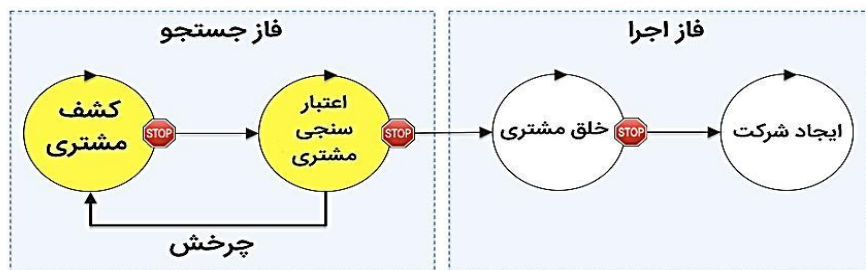 فاز جستجو
فاز اجرا
کشف
مشتری
STOP
اعتبار
سنجی
مشتری
STOP
خلق مشتری
STOP
ایجاد شرکت
چرخش